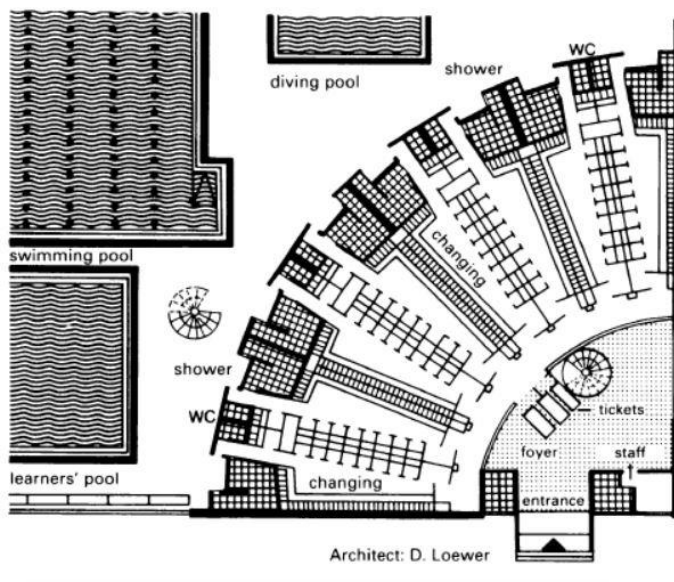 WC
shower
diving pool
changing
swimming pool
shower
tickets
WC
foyer
staff
learners' pool
changing
entrance
Architect: D. Loewer